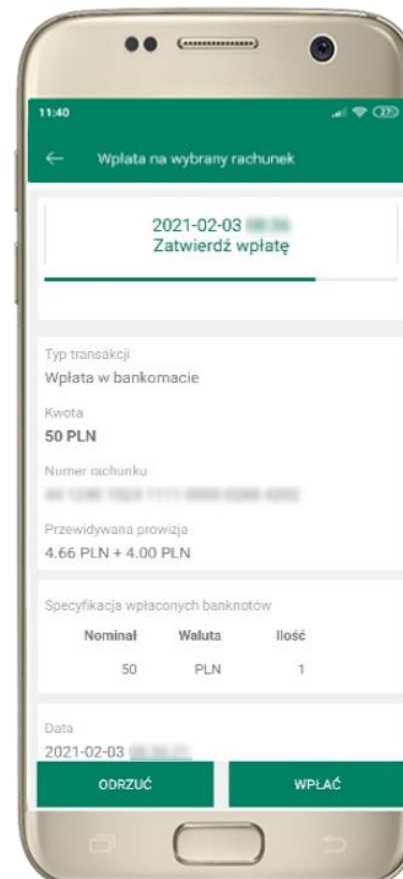 11:40
Wpłata na wybrany rachunek
2021-02-03
Zatwierdź wpłatę
Typ transakcji
Wpłata w bankomacie
Kwota
50 PLN
Numer rachunku
Przewidywana prowizja
4.66 PLN + 4.00 PLN
Specyfikacja wpłaconych banknotów
Nominał Waluta Ilość
50 PLN 1
Data
2021-02-03
ODRZUĆ WPŁAĆ